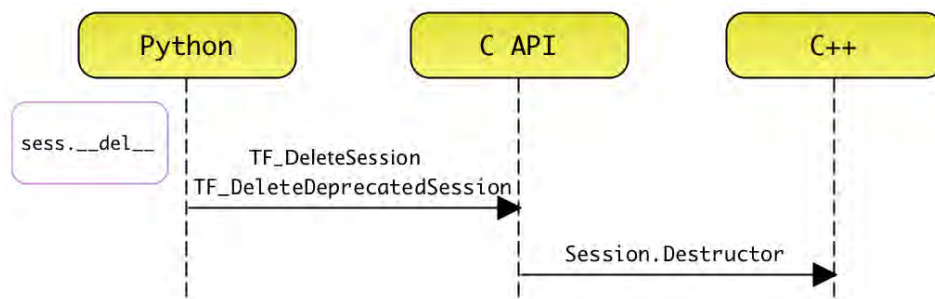 Python
C API
C++
sess.__del__
TF_DeleteSession
TF_DeleteDeprecatedSession
Session.Destructor